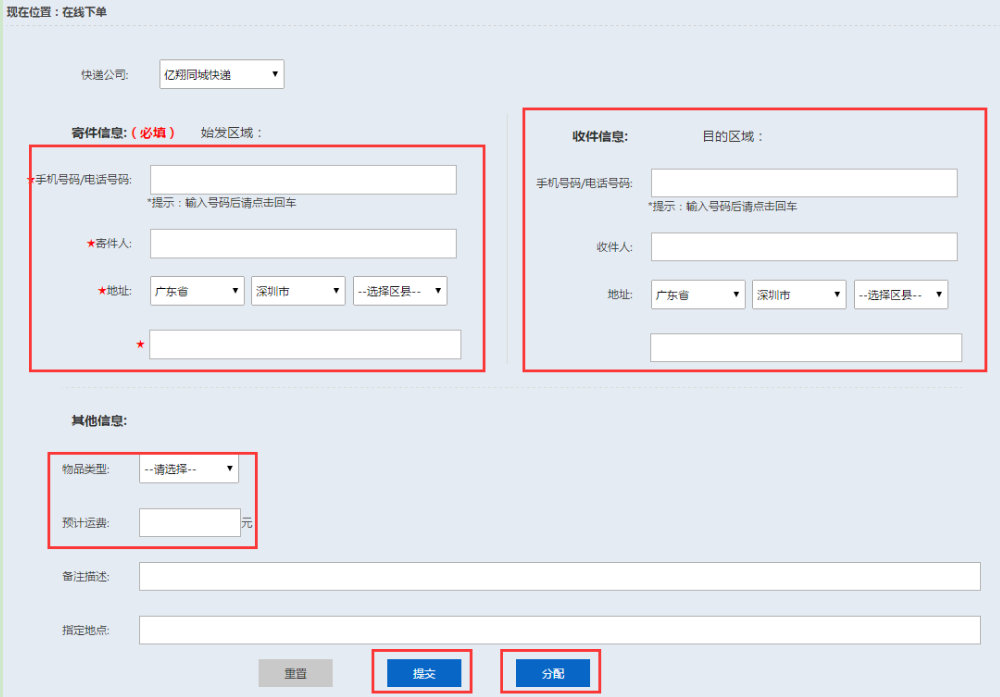 现在位置：在线下单
快递公司: 亿翔同城快递
寄件信息:（必填） 始发区域：
★手机号码/电话号码:
*提示：输入号码后请点击回车
★寄件人:
★地址: 广东省 深圳市 --选择区县--
★
收件信息: 目的区域：
手机号码/电话号码:
*提示：输入号码后请点击回车
收件人:
地址: 广东省 深圳市 --选择区县--
其他信息:
物品类型: --请选择--
预计运费: 元
备注描述:
指定地点:
重置 提交 分配